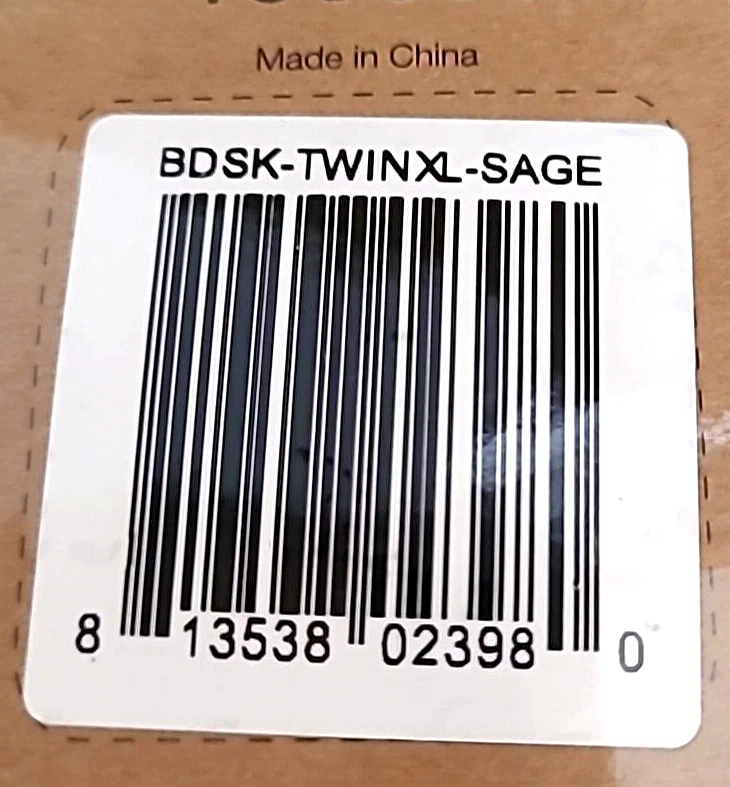 Made in China
BDSK-TWINXL-SAGE
8 13538 02398 0